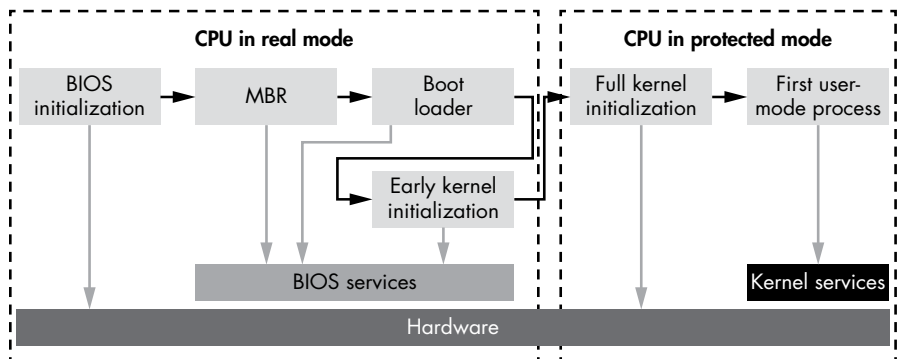 CPU in real mode
BIOS
initialization
MBR
Boot
loader
Early kernel
initialization
BIOS services
CPU in protected mode
Full kernel
initialization
First user-
mode process
Kernel services
Hardware